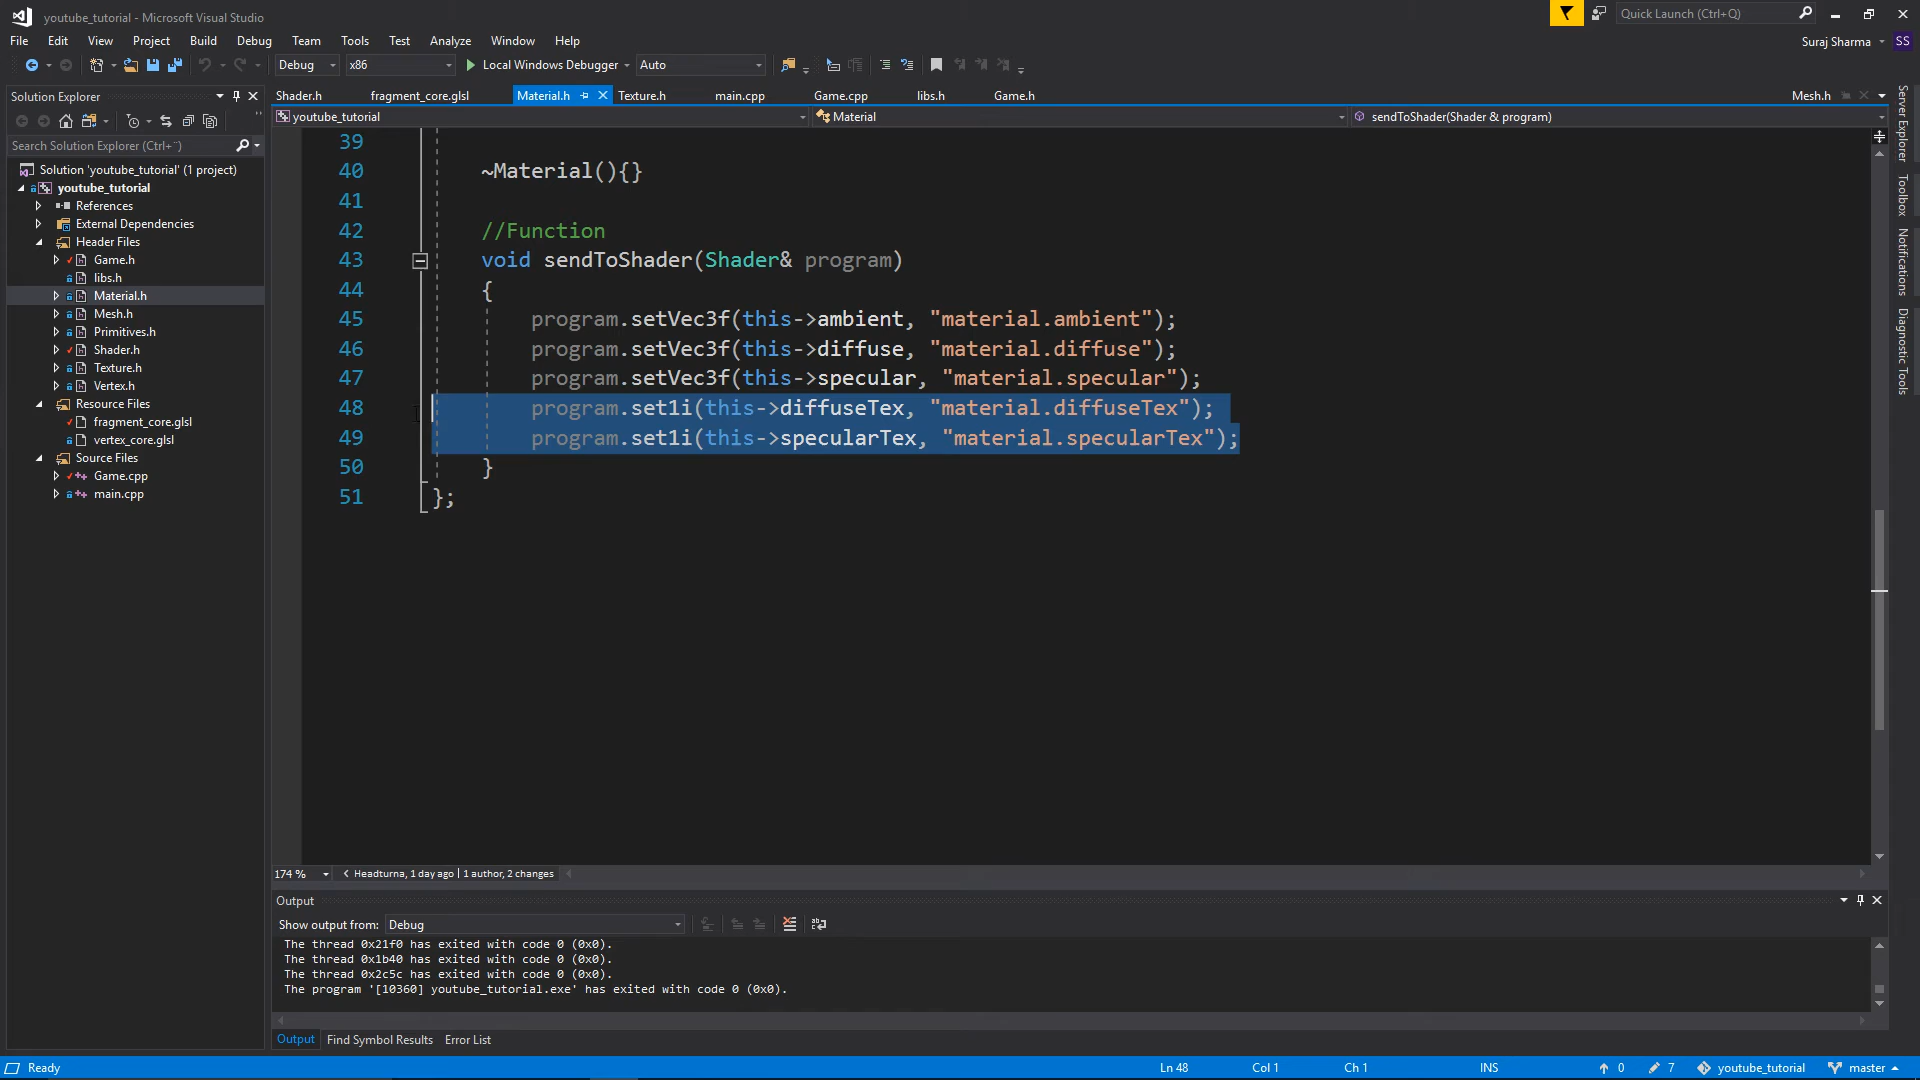 youtube_tutorial - Microsoft Visual Studio
Quick Launch (Ctrl+Q)
File Edit View Project Build Debug Team Tools Test Analyze Window Help
Suraj Sharma SS
Debug x86 Local Windows Debugger Auto
Solution Explorer
Shader.h fragment_core.glsl Material.h Texture.h main.cpp Game.cpp libs.h Game.h Mesh.h
youtube_tutorial Material sendToShader(Shader & program)
Search Solution Explorer (Ctrl+¨)
Solution 'youtube_tutorial' (1 project)
youtube_tutorial
References
External Dependencies
Header Files
Game.h
libs.h
Material.h
Mesh.h
Primitives.h
Shader.h
Texture.h
Vertex.h
Resource Files
fragment_core.glsl
vertex_core.glsl
Source Files
Game.cpp
main.cpp
39
40 ~Material(){}
41
42 //Function
43 void sendToShader(Shader& program)
44 {
45 program.setVec3f(this->ambient, "material.ambient");
46 program.setVec3f(this->diffuse, "material.diffuse");
47 program.setVec3f(this->specular, "material.specular");
48 program.set1i(this->diffuseTex, "material.diffuseTex");
49 program.set1i(this->specularTex, "material.specularTex");
50 }
51 };
Server Explorer
Toolbox
Notifications
Diagnostic Tools
174 % Headturna, 1 day ago | 1 author, 2 changes
Output
Show output from: Debug
The thread 0x21f0 has exited with code 0 (0x0).
The thread 0x1b40 has exited with code 0 (0x0).
The thread 0x2c5c has exited with code 0 (0x0).
The program '[10360] youtube_tutorial.exe' has exited with code 0 (0x0).
Output Find Symbol Results Error List
Ready Ln 48 Col 1 Ch 1 INS 0 7 youtube_tutorial master